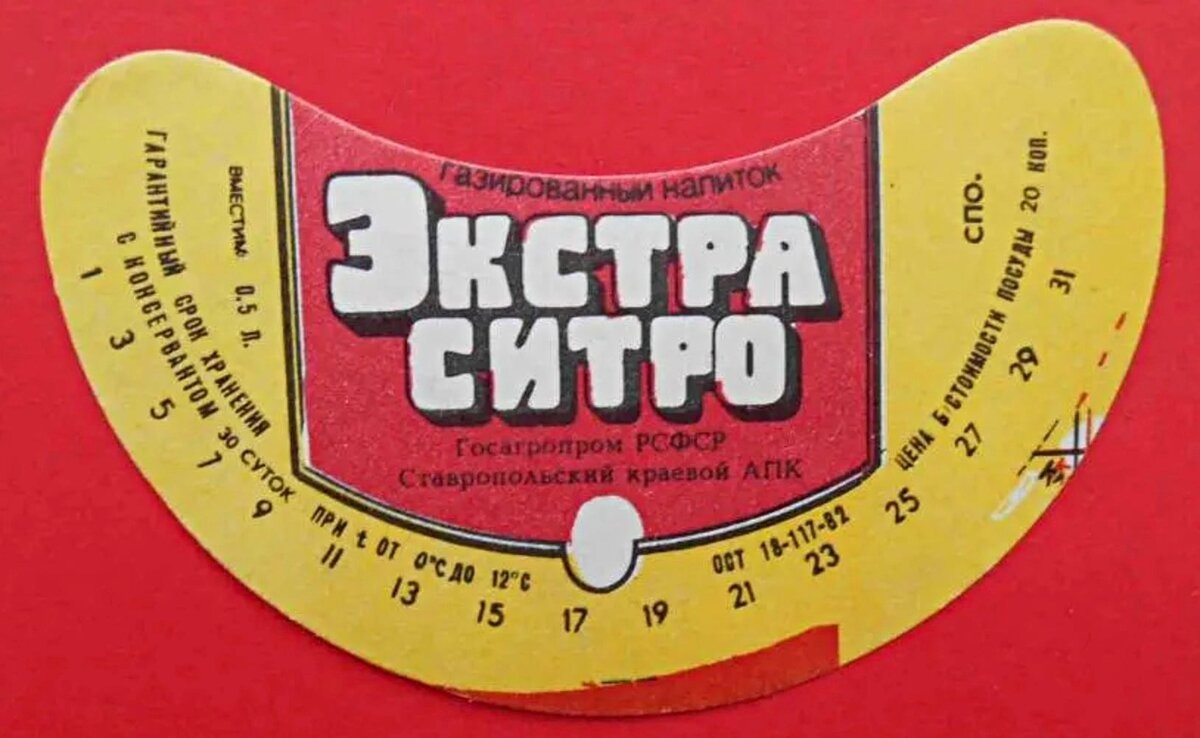 газированный напиток
ЭКСТРА
СИТРО
Госагропром РСФСР
Ставропольский краевой АПК
ВМЕСТИМ 0.5 Л.
ГАРАНТИЙНЫЙ СРОК ХРАНЕНИЯ
С КОНСЕРВАНТОМ 30 СУТОК
ПРИ t ОТ 0°С ДО 12°С
ОСТ 18-117-82
ЦЕНА Б/СТОИМОСТИ ПОСУДЫ 20 КОП.
СПО.
1 3 5 7 9 11 13 15 17 19 21 23 25 27 29 31